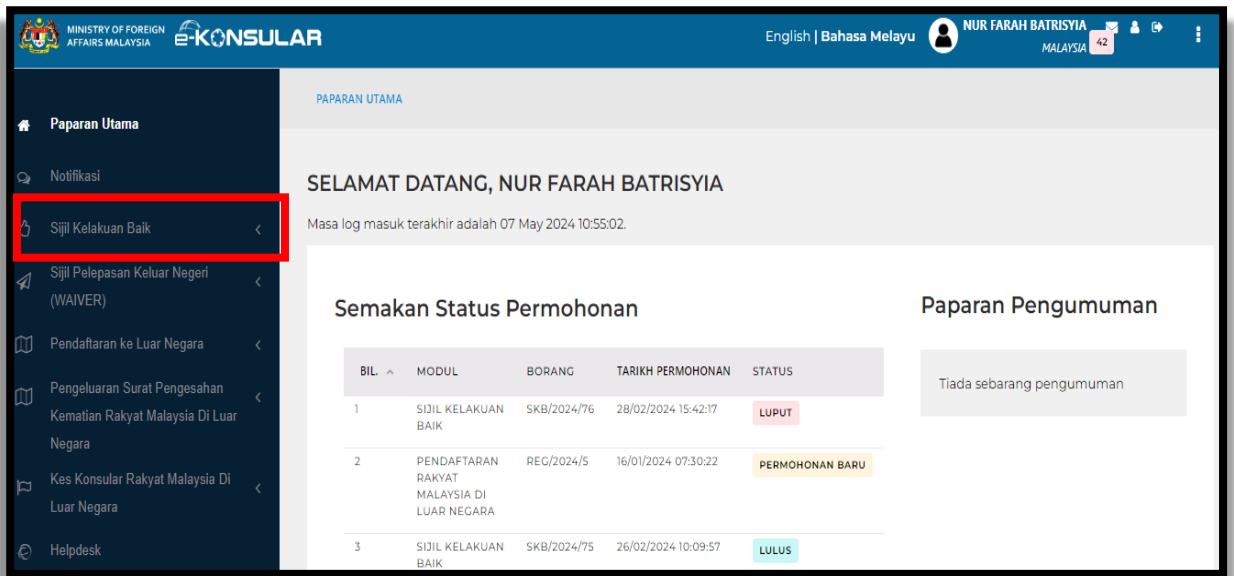 MINISTRY OF FOREIGN
AFFAIRS MALAYSIA
e-KONSULAR
English | Bahasa Melayu
NUR FARAH BATRISYIA
MALAYSIA
42
Paparan Utama
Notifikasi
Sijil Kelakuan Baik
Sijil Pelepasan Keluar Negeri
(WAIVER)
Pendaftaran ke Luar Negara
Pengeluaran Surat Pengesahan
Kematian Rakyat Malaysia Di Luar
Negara
Kes Konsular Rakyat Malaysia Di
Luar Negara
Helpdesk
PAPARAN UTAMA
SELAMAT DATANG, NUR FARAH BATRISYIA
Masa log masuk terakhir adalah 07 May 2024 10:55:02.
Semakan Status Permohonan
BIL. MODUL BORANG TARIKH PERMOHONAN STATUS
1 SIJIL KELAKUAN SKB/2024/76 28/02/2024 15:42:17 LUPUT
BAIK
2 PENDAFTARAN REG/2024/5 16/01/2024 07:30:22 PERMOHONAN BARU
RAKYAT
MALAYSIA DI
LUAR NEGARA
3 SIJIL KELAKUAN SKB/2024/75 26/02/2024 10:09:57 LULUS
BAIK
Paparan Pengumuman
Tiada sebarang pengumuman